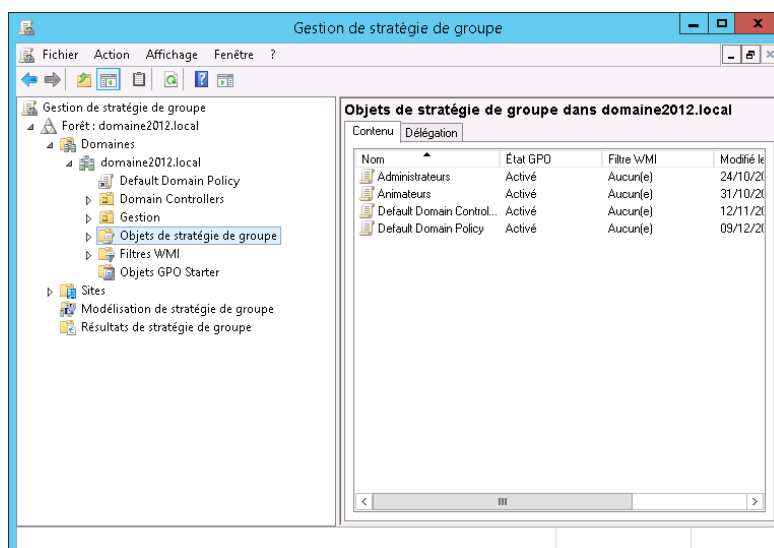 Gestion de stratégie de groupe
Fichier Action Affichage Fenêtre ?
Gestion de stratégie de groupe
Forêt : domaine2012.local
Domaines
domaine2012.local
Default Domain Policy
Domain Controllers
Gestion
Objets de stratégie de groupe
Filtres WMI
Objets GPO Starter
Sites
Modélisation de stratégie de groupe
Résultats de stratégie de groupe
Objets de stratégie de groupe dans domaine2012.local
Contenu Délégation
Nom État GPO Filtre WMI Modifié le
Administrateurs Activé Aucun(e) 24/10/20
Animateurs Activé Aucun(e) 31/10/20
Default Domain Control... Activé Aucun(e) 12/11/20
Default Domain Policy Activé Aucun(e) 09/12/20